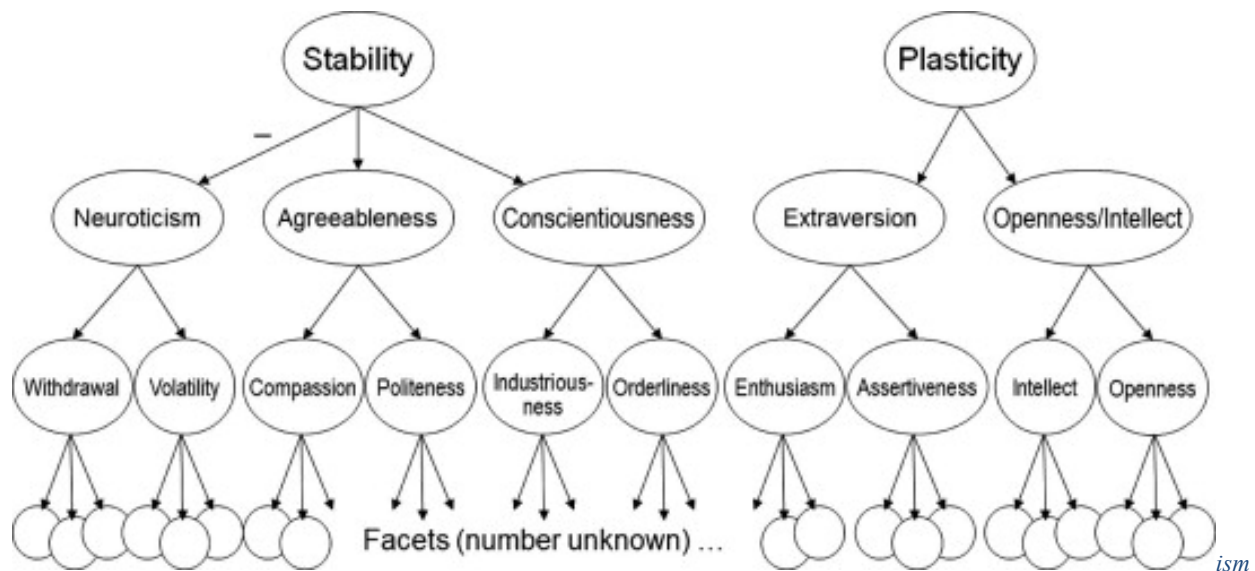 Stability
Plasticity
–
Neuroticism
Agreeableness
Conscientiousness
Extraversion
Openness/Intellect
Withdrawal
Volatility
Compassion
Politeness
Industrious-
ness
Orderliness
Enthusiasm
Assertiveness
Intellect
Openness
Facets (number unknown) ...
ism